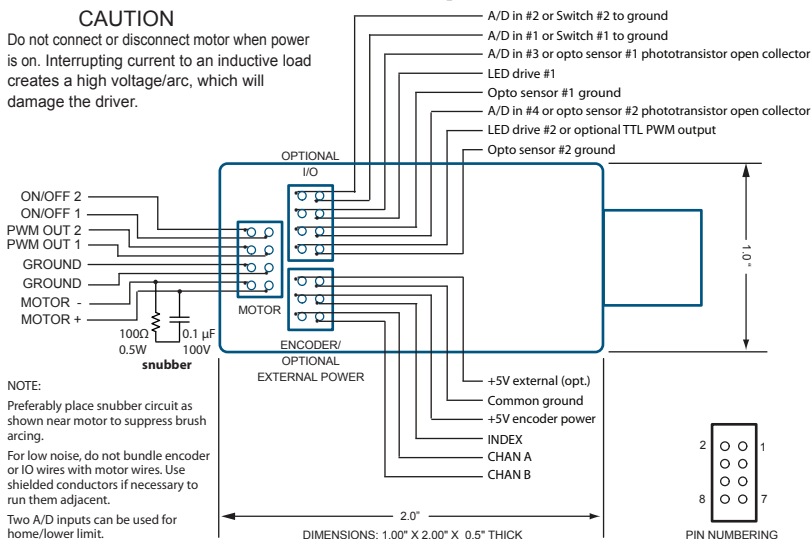 CAUTION
Do not connect or disconnect motor when power
is on. Interrupting current to an inductive load
creates a high voltage/arc, which will
damage the driver.
A/D in #2 or Switch #2 to ground
A/D in #1 or Switch #1 to ground
A/D in #3 or opto sensor #1 phototransistor open collector
LED drive #1
Opto sensor #1 ground
A/D in #4 or opto sensor #2 phototransistor open collector
LED drive #2 or optional TTL PWM output
Opto sensor #2 ground
OPTIONAL
I/O
ON/OFF 2
ON/OFF 1
PWM OUT 2
PWM OUT 1
GROUND
GROUND
MOTOR -
MOTOR +
MOTOR
100Ω
0.5W
0.1 µF
100V
snubber
ENCODER/
OPTIONAL
EXTERNAL POWER
1.0"
+5V external (opt.)
Common ground
+5V encoder power
INDEX
CHAN A
CHAN B
NOTE:
Preferably place snubber circuit as
shown near motor to suppress brush
arcing.
For low noise, do not bundle encoder
or IO wires with motor wires. Use
shielded conductors if necessary to
run them adjacent.
Two A/D inputs can be used for
home/lower limit.
2.0"
DIMENSIONS: 1.00" X 2.00" X 0.5" THICK
2 1
8 7
PIN NUMBERING